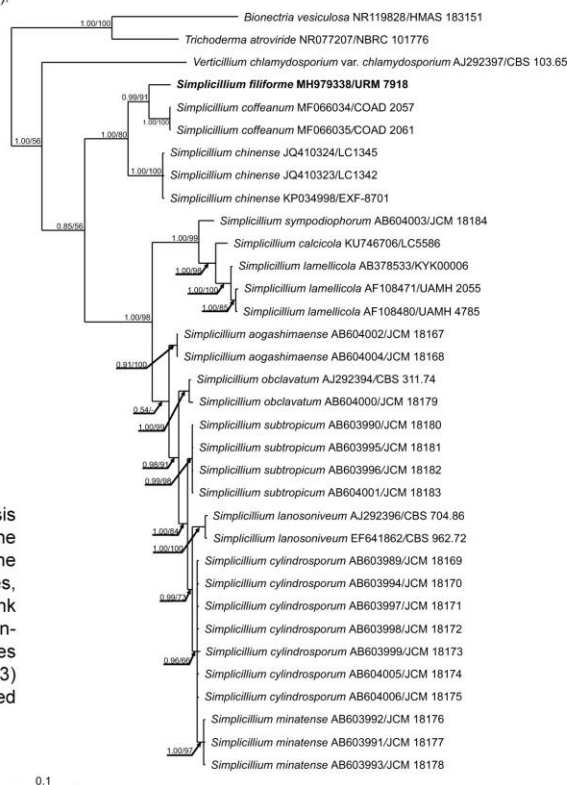 ).
Bionectria vesiculosa NR119828/HMAS 183151
1.00/100
Trichoderma atroviride NR077207/NBRC 101776
Verticillium chlamydosporium var. chlamydosporium AJ292397/CBS 103.65
0.99/91
Simplicillium filiforme MH979338/URM 7918
Simplicillium coffeanum MF066034/COAD 2057
1.00/100
Simplicillium coffeanum MF066035/COAD 2061
1.00/80
1.00/56
Simplicillium chinense JQ410324/LC1345
1.00/100
Simplicillium chinense JQ410323/LC1342
Simplicillium chinense KP034998/EXF-8701
0.85/56
Simplicillium sympodiophorum AB604003/JCM 18184
1.00/99
Simplicillium calcicola KU746706/LC5586
1.00/98
Simplicillium lamellicola AB378533/KYK00006
1.00/100
Simplicillium lamellicola AF108471/UAMH 2055
1.00/85
Simplicillium lamellicola AF108480/UAMH 4785
1.00/98
Simplicillium aogashimaense AB604002/JCM 18167
Simplicillium aogashimaense AB604004/JCM 18168
0.91/100
Simplicillium obclavatum AJ292394/CBS 311.74
Simplicillium obclavatum AB604000/JCM 18179
0.54/-
1.00/99
Simplicillium subtropicum AB603990/JCM 18180
Simplicillium subtropicum AB603995/JCM 18181
0.98/91
Simplicillium subtropicum AB603996/JCM 18182
0.99/98
Simplicillium subtropicum AB604001/JCM 18183
Simplicillium lanosoniveum AJ292396/CBS 704.86
1.00/84
Simplicillium lanosoniveum EF641862/CBS 962.72
1.00/100
Simplicillium cylindrosporum AB603989/JCM 18169
Simplicillium cylindrosporum AB603994/JCM 18170
0.99/73
Simplicillium cylindrosporum AB603997/JCM 18171
Simplicillium cylindrosporum AB603998/JCM 18172
Simplicillium cylindrosporum AB603999/JCM 18173
0.96/66
Simplicillium cylindrosporum AB604005/JCM 18174
Simplicillium cylindrosporum AB604006/JCM 18175
Simplicillium minatense AB603992/JCM 18176
Simplicillium minatense AB603991/JCM 18177
1.00/97
Simplicillium minatense AB603993/JCM 18178
sis
ne
ne
es,
nk
n-
es
3)
ed
0.1